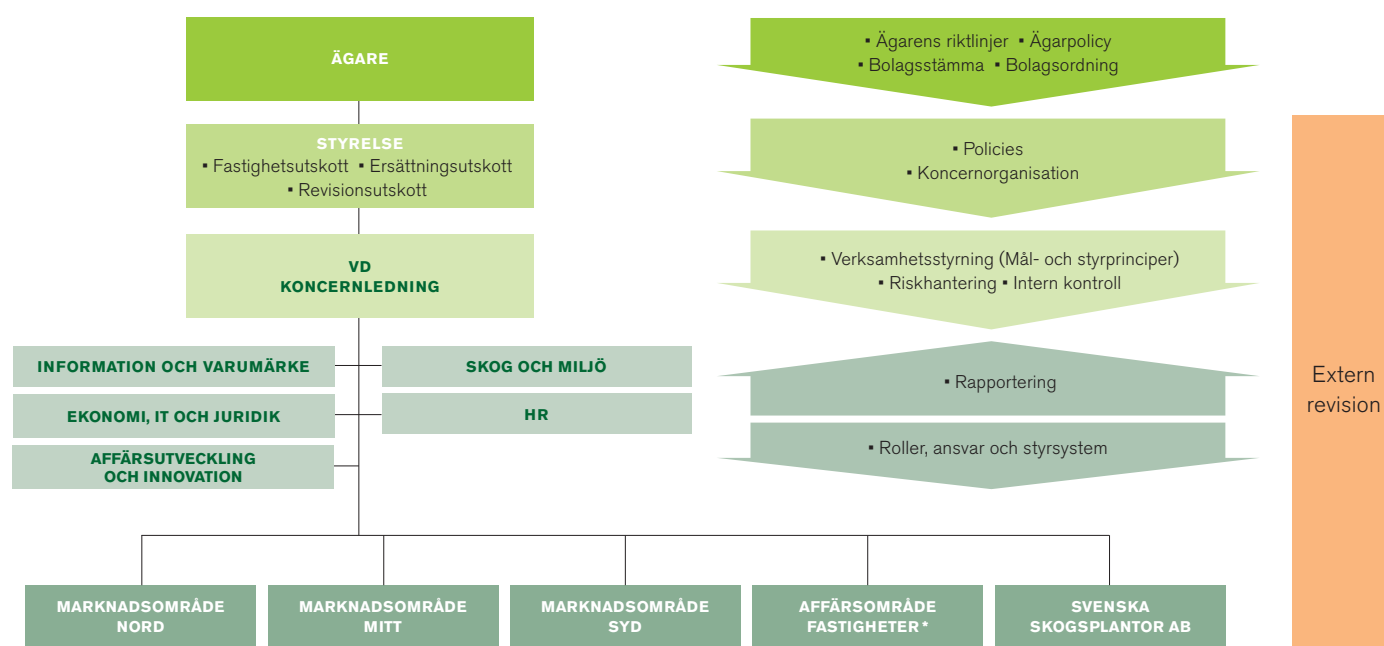 ÄGARE
STYRELSE
▪ Fastighetsutskott ▪ Ersättningsutskott
▪ Revisionsutskott
VD
KONCERNLEDNING
INFORMATION OCH VARUMÄRKE
SKOG OCH MILJÖ
EKONOMI, IT OCH JURIDIK
HR
AFFÄRSUTVECKLING
OCH INNOVATION
MARKNADSOMRÅDE
NORD
MARKNADSOMRÅDE
MITT
MARKNADSOMRÅDE
SYD
AFFÄRSOMRÅDE
FASTIGHETER*
SVENSKA
SKOGSPLANTOR AB
▪ Ägarens riktlinjer ▪ Ägarpolicy
▪ Bolagsstämma ▪ Bolagsordning
▪ Policies
▪ Koncernorganisation
▪ Verksamhetsstyrning (Mål- och styrprinciper)
▪ Riskhantering ▪ Intern kontroll
▪ Rapportering
▪ Roller, ansvar och styrsystem
Extern
revision